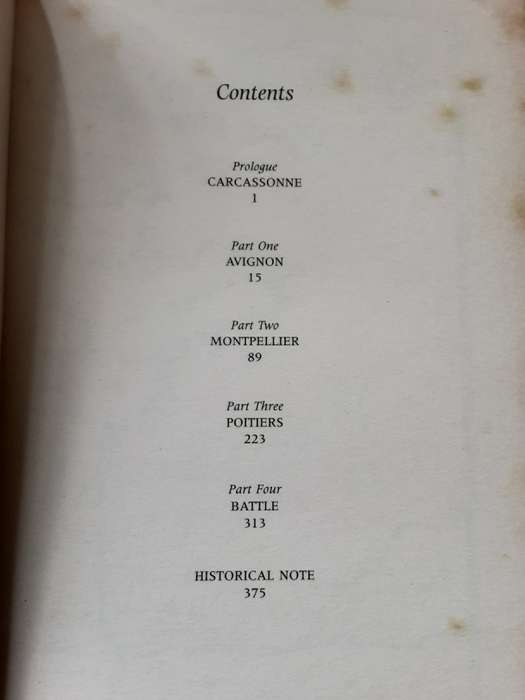 Contents
Prologue
CARCASSONNE
1
Part One
AVIGNON
15
Part Two
MONTPELLIER
89
Part Three
POITIERS
223
Part Four
BATTLE
313
HISTORICAL NOTE
375